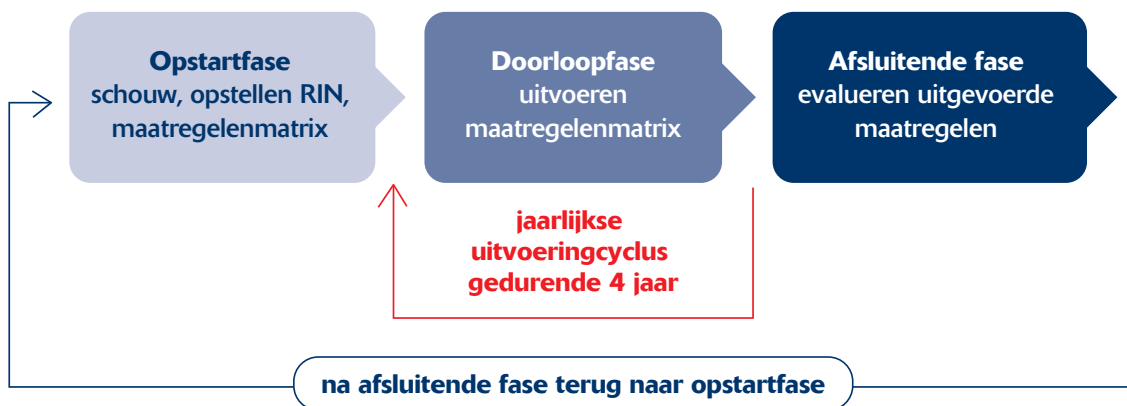 Opstartfase
schouw, opstellen RIN,
maatregelenmatrix
Doorloopfase
uitvoeren
maatregelenmatrix
Afsluitende fase
evalueren uitgevoerde
maatregelen
jaarlijkse
uitvoeringcyclus
gedurende 4 jaar
na afsluitende fase terug naar opstartfase